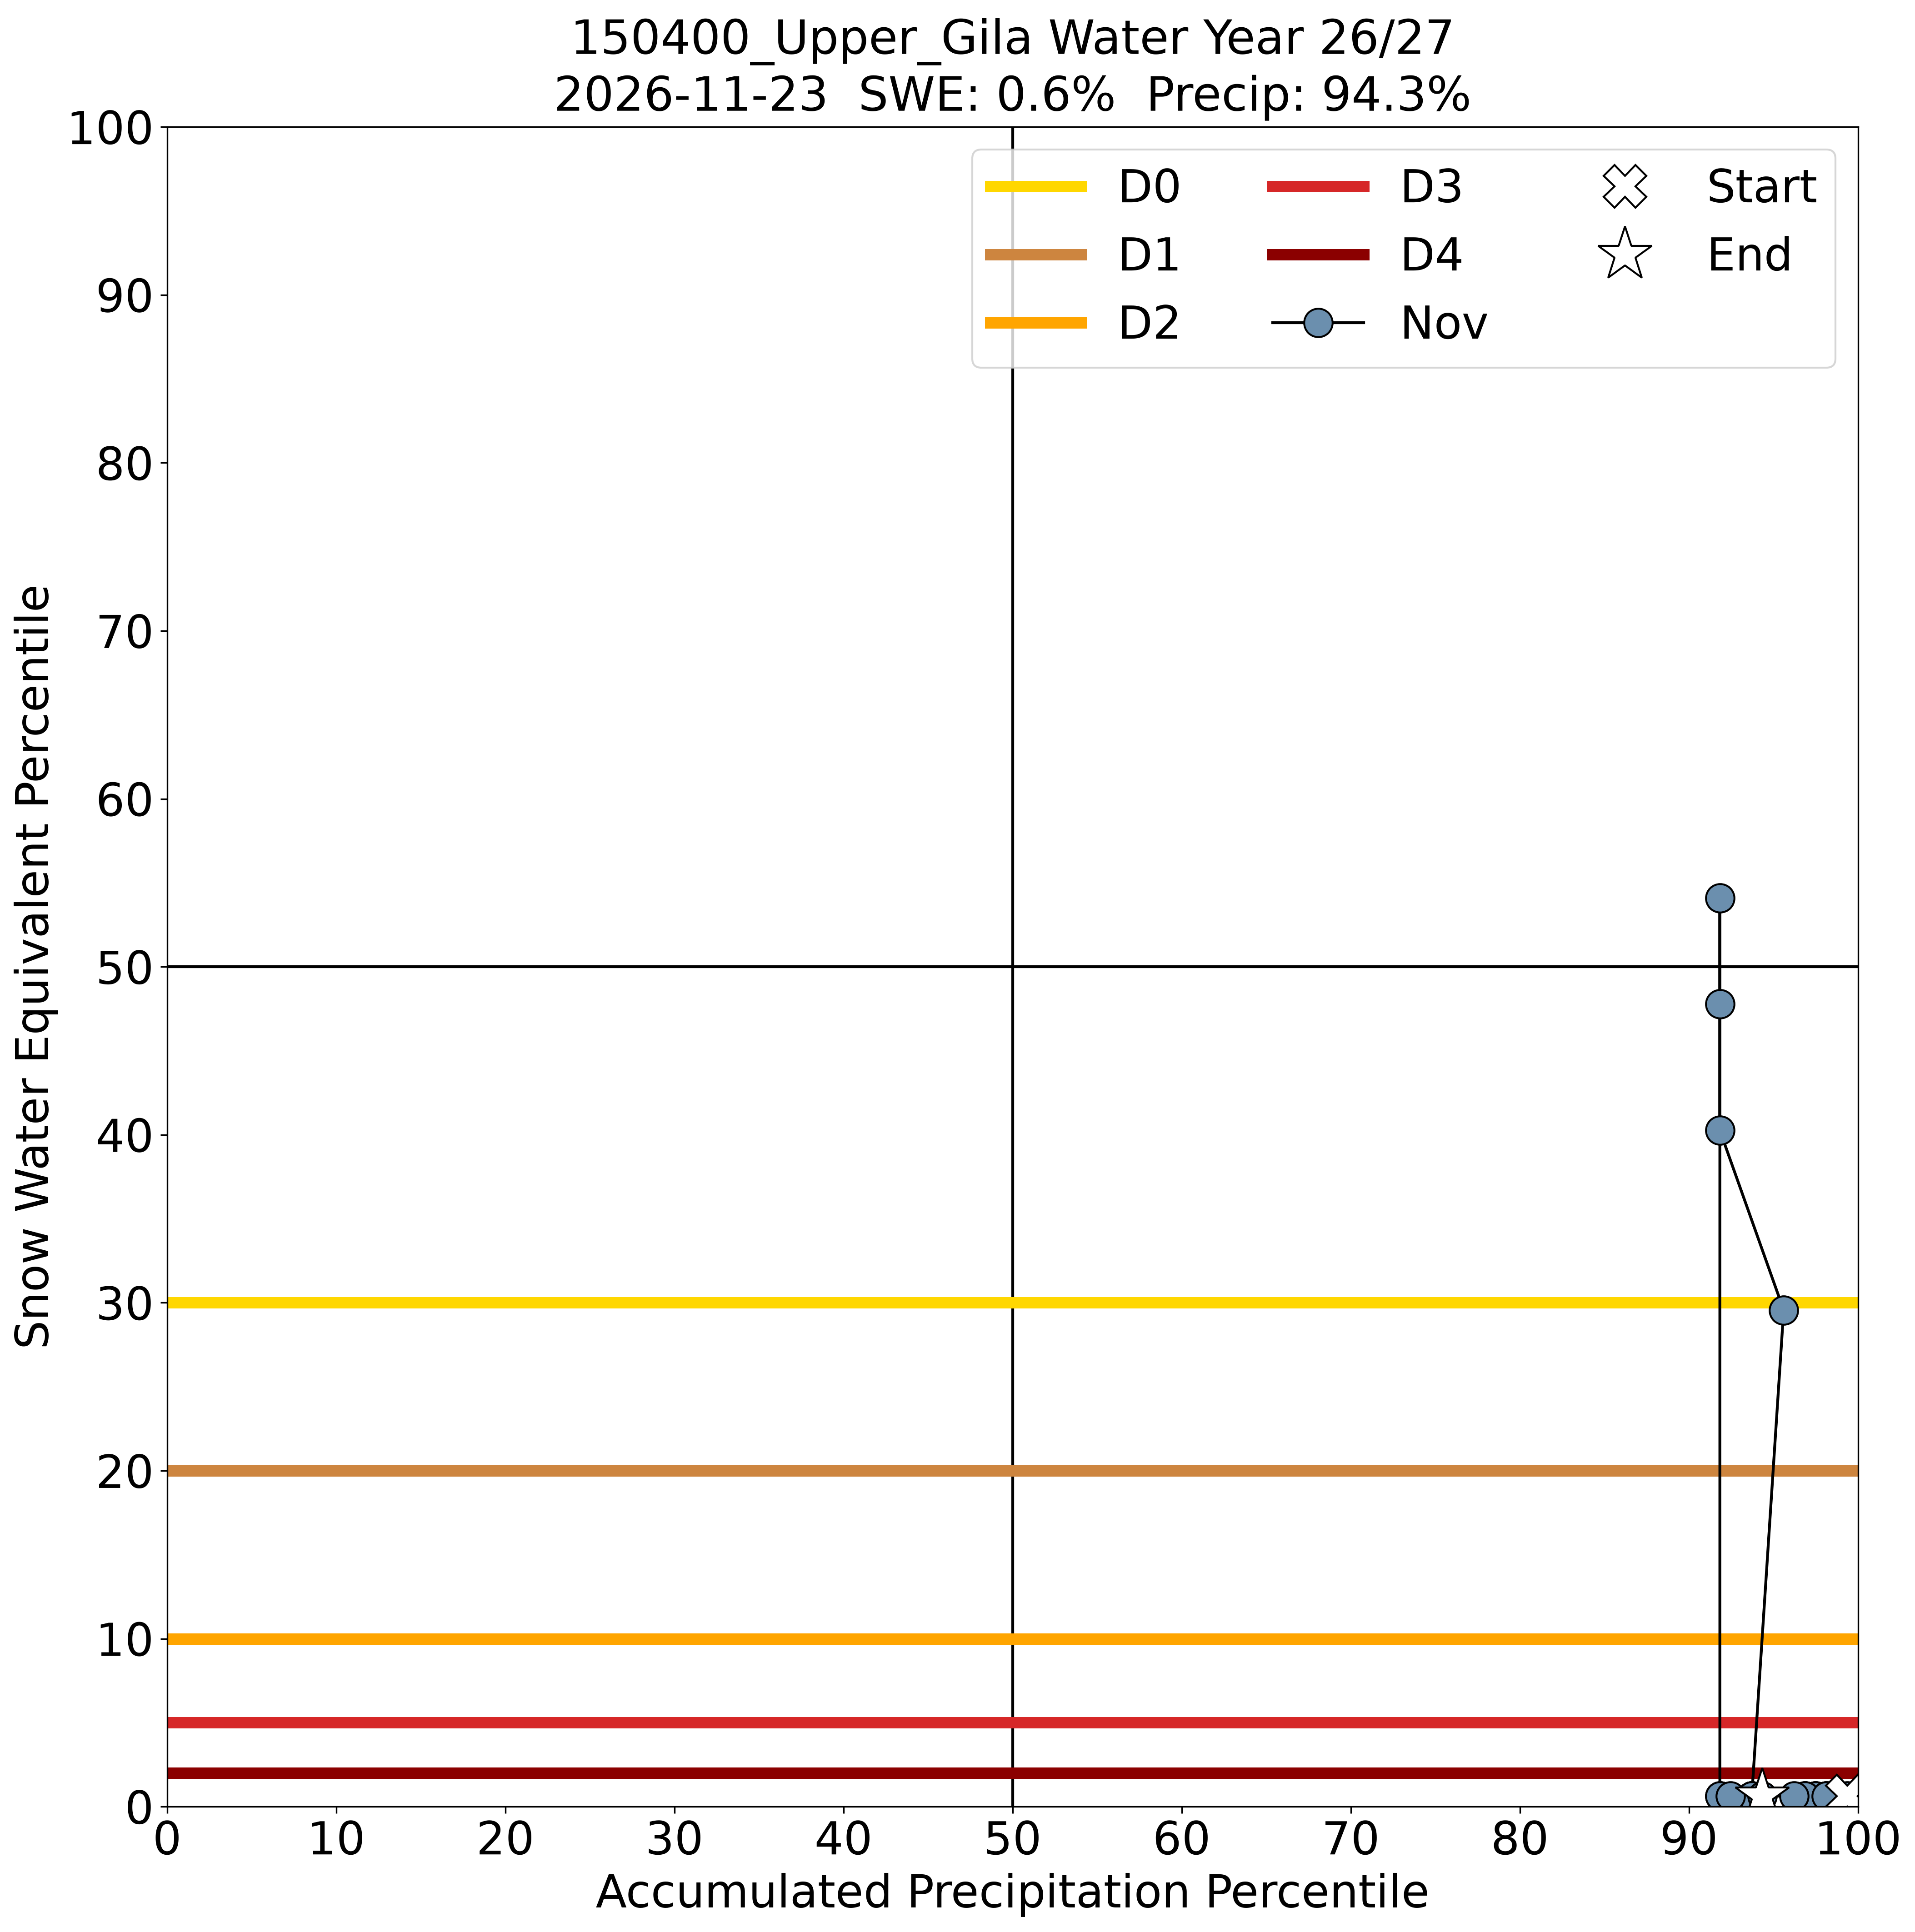 150400_Upper_Gila Water Year 26/27
2026-11-23 SWE: 0.6% Precip: 94.3%
100
90
80
70
60
50
40
30
20
10
0
Snow Water Equivalent Percentile
D0
D1
D2
D3
D4
Nov
Start
End
0 10 20 30 40 50 60 70 80 90 100
Accumulated Precipitation Percentile